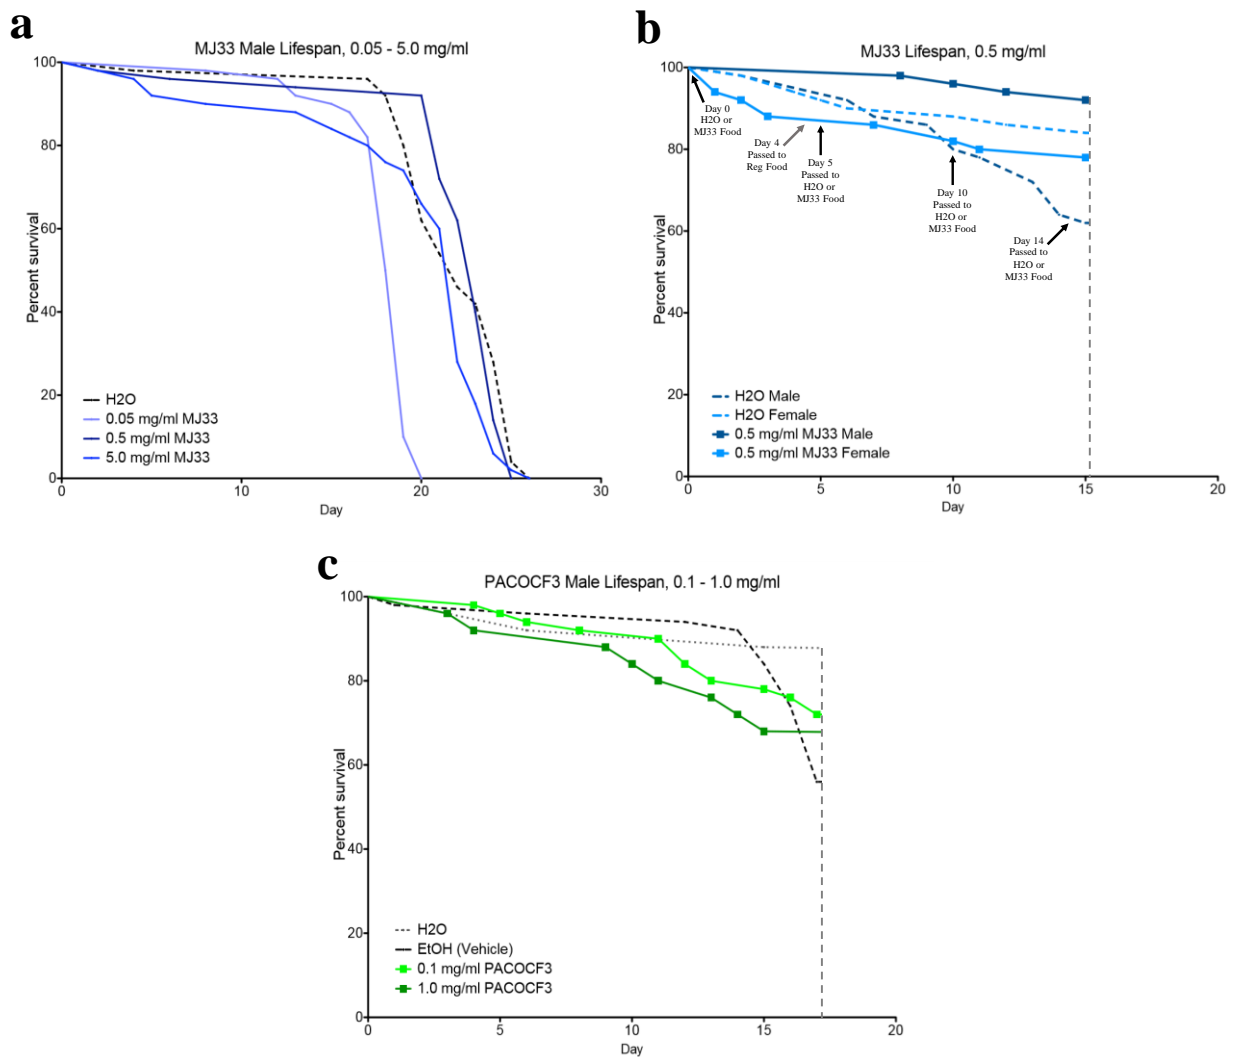 a
MJ33 Male Lifespan, 0.05 - 5.0 mg/ml
Percent survival
100
80
60
40
20
0
H2O
0.05 mg/ml MJ33
0.5 mg/ml MJ33
5.0 mg/ml MJ33
0
10
20
30
Day
b
MJ33 Lifespan, 0.5 mg/ml
Percent survival
100
80
60
40
20
0
Day 0
H2O or
MJ33 Food
Day 4
Passed to
Reg Food
Day 5
Passed to
H2O or
MJ33 Food
Day 10
Passed to
H2O or
MJ33 Food
Day 14
Passed to
H2O or
MJ33 Food
H2O Male
H2O Female
0.5 mg/ml MJ33 Male
0.5 mg/ml MJ33 Female
0
5
10
15
20
Day
c
PACOCF3 Male Lifespan, 0.1 - 1.0 mg/ml
Percent survival
100
80
60
40
20
0
H2O
EtOH (Vehicle)
0.1 mg/ml PACOCF3
1.0 mg/ml PACOCF3
0
5
10
15
20
Day